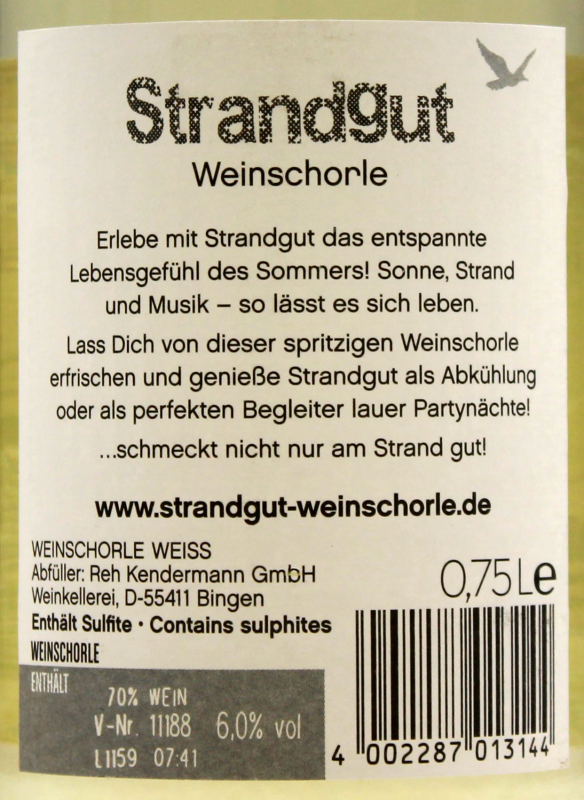 Strandgut
Weinschorle
Erlebe mit Strandgut das entspannte
Lebensgefühl des Sommers! Sonne, Strand
und Musik – so lässt es sich leben.
Lass Dich von dieser spritzigen Weinschorle
erfrischen und genieße Strandgut als Abkühlung
oder als perfekten Begleiter lauer Partynächte!
...schmeckt nicht nur am Strand gut!
www.strandgut-weinschorle.de
WEINSCHORLE WEISS
Abfüller: Reh Kendermann GmbH
Weinkellerei, D-55411 Bingen
Enthält Sulfite · Contains sulphites
0,75 L e
WEINSCHORLE
ENTHÄLT
70% WEIN
V-Nr. 11188 6,0% vol
L1159 07:41
4 002287 013144